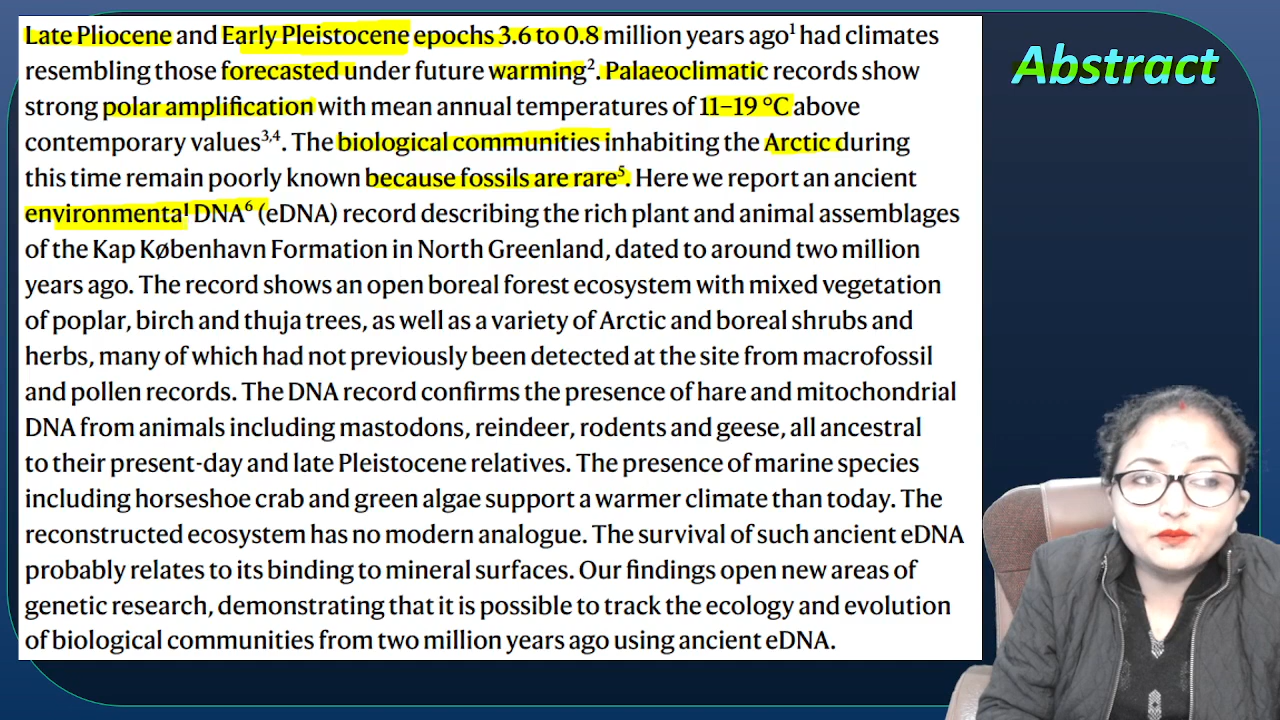 Late Pliocene and Early Pleistocene epochs 3.6 to 0.8 million years ago¹ had climates
resembling those forecasted under future warming². Palaeoclimatic records show
strong polar amplification with mean annual temperatures of 11–19 °C above
contemporary values³,⁴. The biological communities inhabiting the Arctic during
this time remain poorly known because fossils are rare⁵. Here we report an ancient
environmental DNA⁶ (eDNA) record describing the rich plant and animal assemblages
of the Kap København Formation in North Greenland, dated to around two million
years ago. The record shows an open boreal forest ecosystem with mixed vegetation
of poplar, birch and thuja trees, as well as a variety of Arctic and boreal shrubs and
herbs, many of which had not previously been detected at the site from macrofossil
and pollen records. The DNA record confirms the presence of hare and mitochondrial
DNA from animals including mastodons, reindeer, rodents and geese, all ancestral
to their present-day and late Pleistocene relatives. The presence of marine species
including horseshoe crab and green algae support a warmer climate than today. The
reconstructed ecosystem has no modern analogue. The survival of such ancient eDNA
probably relates to its binding to mineral surfaces. Our findings open new areas of
genetic research, demonstrating that it is possible to track the ecology and evolution
of biological communities from two million years ago using ancient eDNA.
Abstract